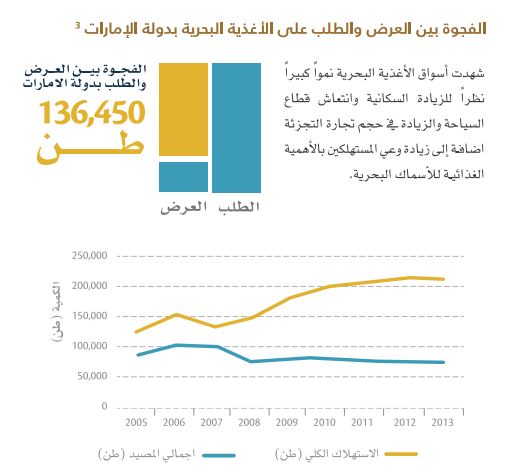 الفجوة بين العرض والطلب على الأغذية البحرية بدولة الإمارات ³
شهدت أسواق الأغذية البحرية نمواً كبيراً
نظراً للزيادة السكانية وانتعاش قطاع
السياحة والزيادة في حجم تجارة التجزئة
اضافة إلى زيادة وعي المستهلكين بالأهمية
الغذائية للأسماك البحرية.
الفجوة بين العرض
والطلب بدولة الامارات
136,450
طن
الطلب
العرض
الكمية (طن)
250,000
200,000
150,000
100,000
50,000
0
2005 2006 2007 2008 2009 2010 2011 2012 2013
الاستهلاك الكلي (طن)
اجمالي المصيد (طن)